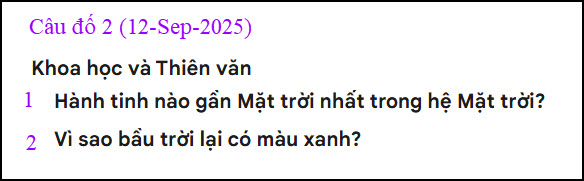 Câu đố 2 (12-Sep-2025)
Khoa học và Thiên văn
1 Hành tinh nào gần Mặt trời nhất trong hệ Mặt trời?
2 Vì sao bầu trời lại có màu xanh?